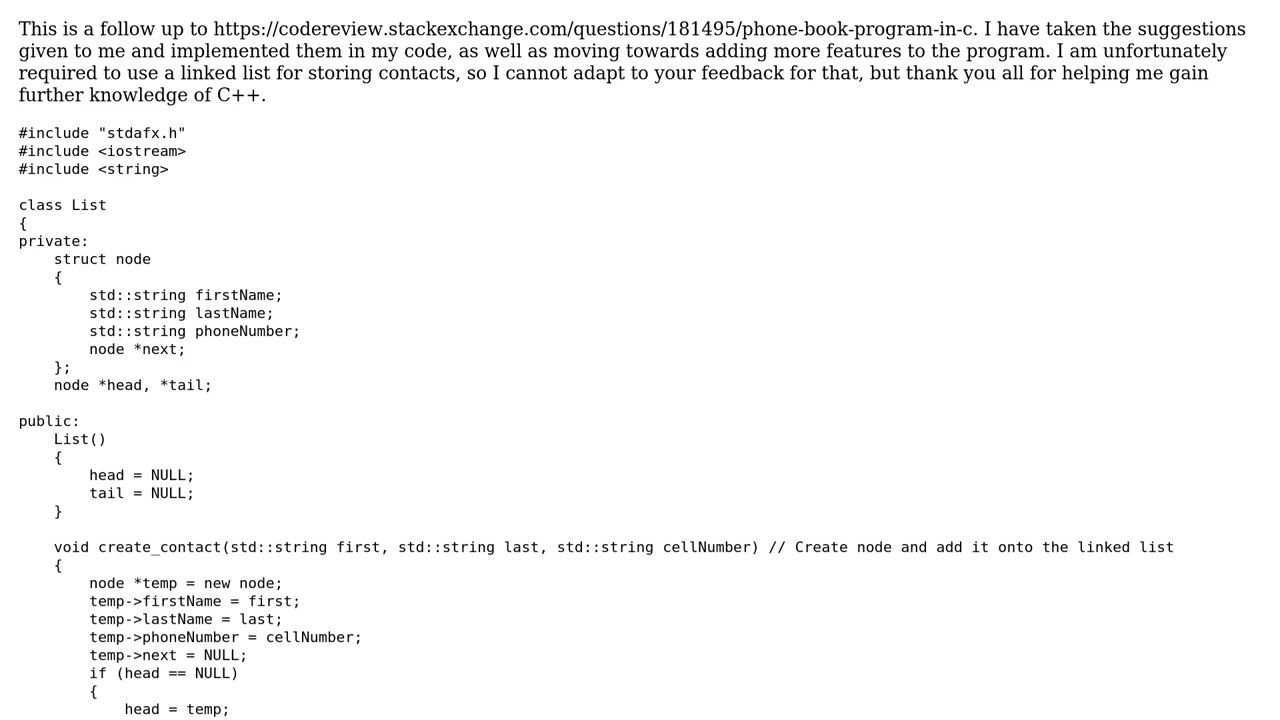 This is a follow up to https://codereview.stackexchange.com/questions/181495/phone-book-program-in-c. I have taken the suggestions
given to me and implemented them in my code, as well as moving towards adding more features to the program. I am unfortunately
required to use a linked list for storing contacts, so I cannot adapt to your feedback for that, but thank you all for helping me gain
further knowledge of C++.

#include "stdafx.h"
#include <iostream>
#include <string>

class List
{
private:
    struct node
    {
        std::string firstName;
        std::string lastName;
        std::string phoneNumber;
        node *next;
    };
    node *head, *tail;

public:
    List()
    {
        head = NULL;
        tail = NULL;
    }

    void create_contact(std::string first, std::string last, std::string cellNumber) // Create node and add it onto the linked list
    {
        node *temp = new node;
        temp->firstName = first;
        temp->lastName = last;
        temp->phoneNumber = cellNumber;
        temp->next = NULL;
        if (head == NULL)
        {
            head = temp;